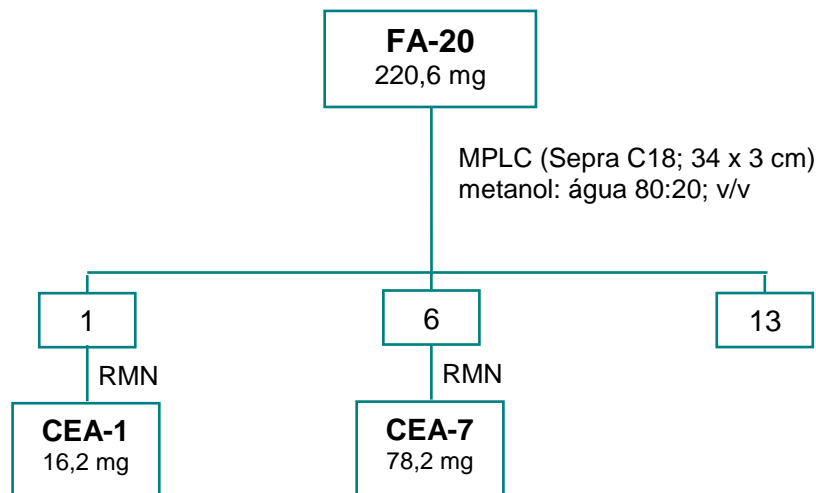 FA-20
220,6 mg
MPLC (Sepra C18; 34 x 3 cm)
metanol: água 80:20; v/v
1
6
13
RMN
RMN
CEA-1
16,2 mg
CEA-7
78,2 mg